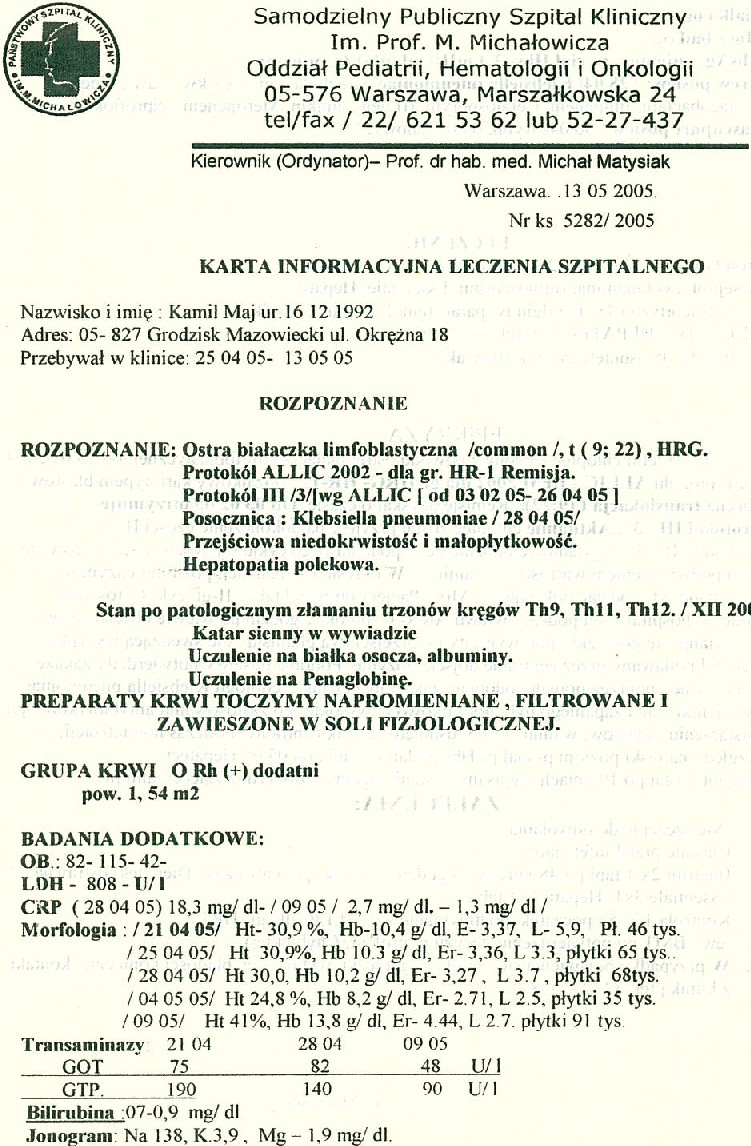 PAŃSTWOWY SZPITAL KLINICZNY
IM. M. MICHAŁOWICZA
Samodzielny Publiczny Szpital Kliniczny
Im. Prof. M. Michałowicza
Oddział Pediatrii, Hematologii i Onkologii
05-576 Warszawa, Marszałkowska 24
tel/fax / 22/ 621 53 62 lub 52-27-437
Kierownik (Ordynator)– Prof. dr hab. med. Michał Matysiak
Warszawa. .13 05 2005.
Nr ks 5282/ 2005
KARTA INFORMACYJNA LECZENIA SZPITALNEGO
Nazwisko i imię : Kamil Maj ur.16 12 1992
Adres: 05- 827 Grodzisk Mazowiecki ul. Okrężna 18
Przebywał w klinice: 25 04 05- 13 05 05
ROZPOZNANIE
ROZPOZNANIE: Ostra białaczka limfoblastyczna /common /, t ( 9; 22) , HRG.
Protokół ALLIC 2002 - dla gr. HR-1 Remisja.
Protokół III /3/[wg ALLIC [ od 03 02 05- 26 04 05 ]
Posocznica : Klebsiella pneumoniae / 28 04 05/
Przejściowa niedokrwistość i małopłytkowość.
Hepatopatia polekowa.
Stan po patologicznym złamaniu trzonów kręgów Th9, Th11, Th12. / XII 200
Katar sienny w wywiadzie
Uczulenie na białka osocza, albuminy.
Uczulenie na Penaglobinę.
PREPARATY KRWI TOCZYMY NAPROMIENIANE , FILTROWANE I
ZAWIESZONE W SOLI FIZJOLOGICZNEJ.
GRUPA KRWI O Rh (+) dodatni
pow. 1, 54 m2
BADANIA DODATKOWE:
OB.: 82- 115- 42-
LDH - 808 - U/ l
CRP ( 28 04 05) 18,3 mg/ dl- / 09 05 / 2,7 mg/ dl. – 1,3 mg/ dl /
Morfologia : / 21 04 05/ Ht- 30,9 %, Hb-10,4 g/ dl, E- 3,37, L- 5,9, Pł. 46 tys.
/ 25 04 05/ Ht 30,9%, Hb 10.3 g/ dl, Er- 3,36, L 3.3, płytki 65 tys..
/ 28 04 05/ Ht 30,0, Hb 10,2 g/ dl, Er- 3,27 , L 3.7 , płytki 68tys.
/ 04 05 05/ Ht 24,8 %, Hb 8,2 g/ dl, Er- 2.71, L 2.5, płytki 35 tys.
/ 09 05/ Ht 41%, Hb 13,8 g/ dl, Er- 4.44, L 2.7. płytki 91 tys.
Transaminazy 21 04 28 04 09 05
GOT 75 82 48 U/ l
GTP. 190 140 90 U/ l
Bilirubina :07-0,9 mg/ dl
Jonogram: Na 138, K.3,9 , Mg – 1,9 mg/ dl.